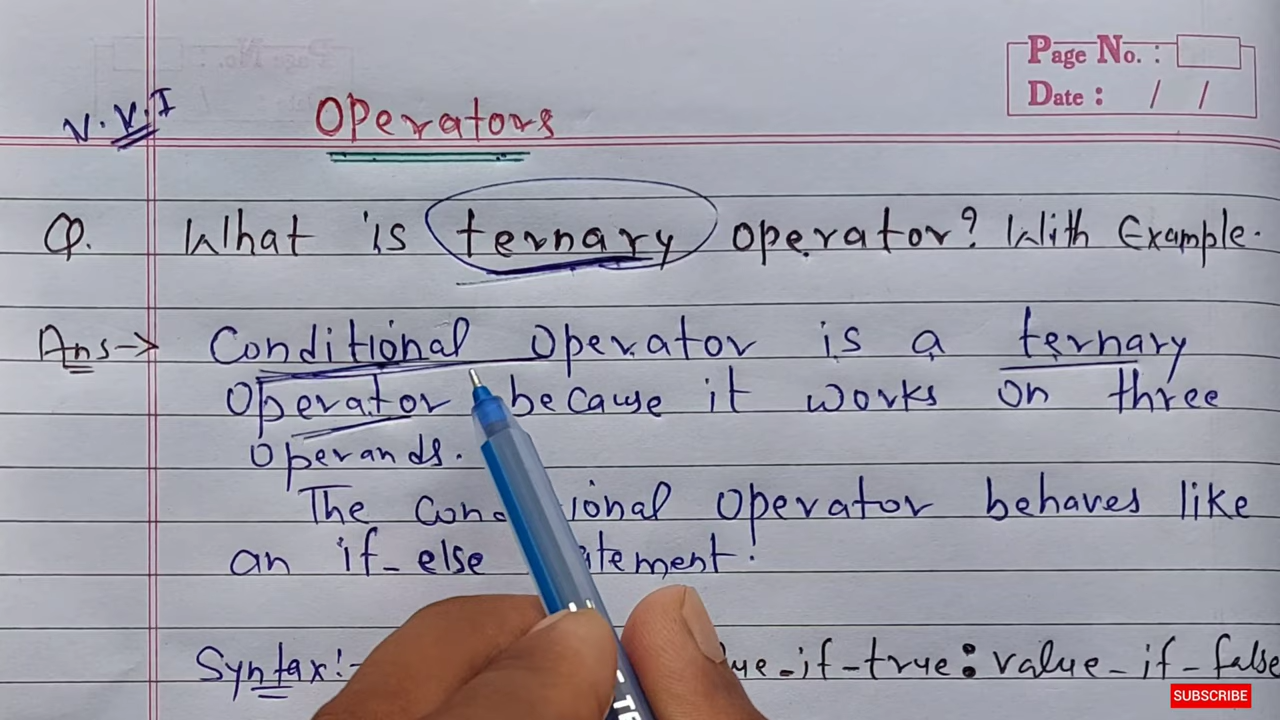 Page No. :
Date : / /
V.V.I
Operators
Q. What is ternary operator? With Example.
Ans→ Conditional Operator is a ternary
Operator because it works on three
Operands.
The ional Operator behaves like
an if-else atement.
Syntax:- if-true : value-if-false
SUBSCRIBE